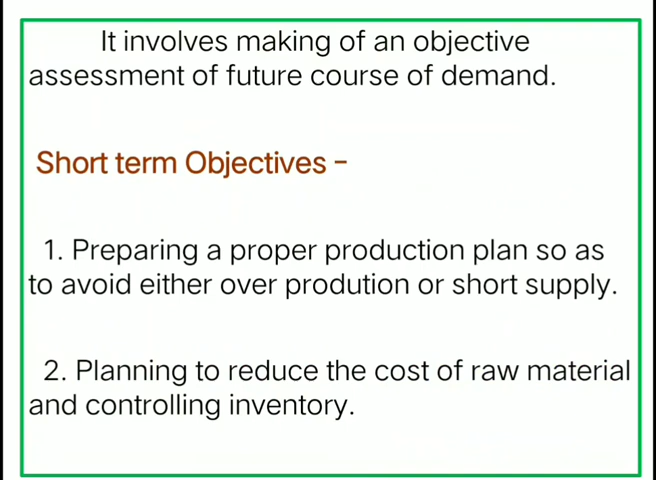 It involves making of an objective
assessment of future course of demand.
Short term Objectives -
1. Preparing a proper production plan so as
to avoid either over prodution or short supply.
2. Planning to reduce the cost of raw material
and controlling inventory.